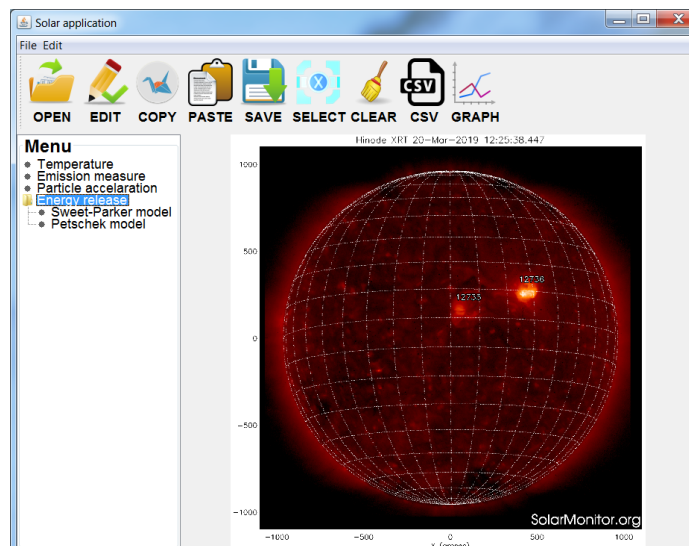 Solar application
File Edit
CSV
OPEN EDIT COPY PASTE SAVE SELECT CLEAR CSV GRAPH
Menu
Temperature
Emission measure
Particle accelaration
Energy release
Sweet-Parker model
Petschek model
Hinode XRT 20-Mar-2019 12:25:38.447
1000
500
12736
12735
0
-500
-1000
SolarMonitor.org
-1000 -500 0 500 1000